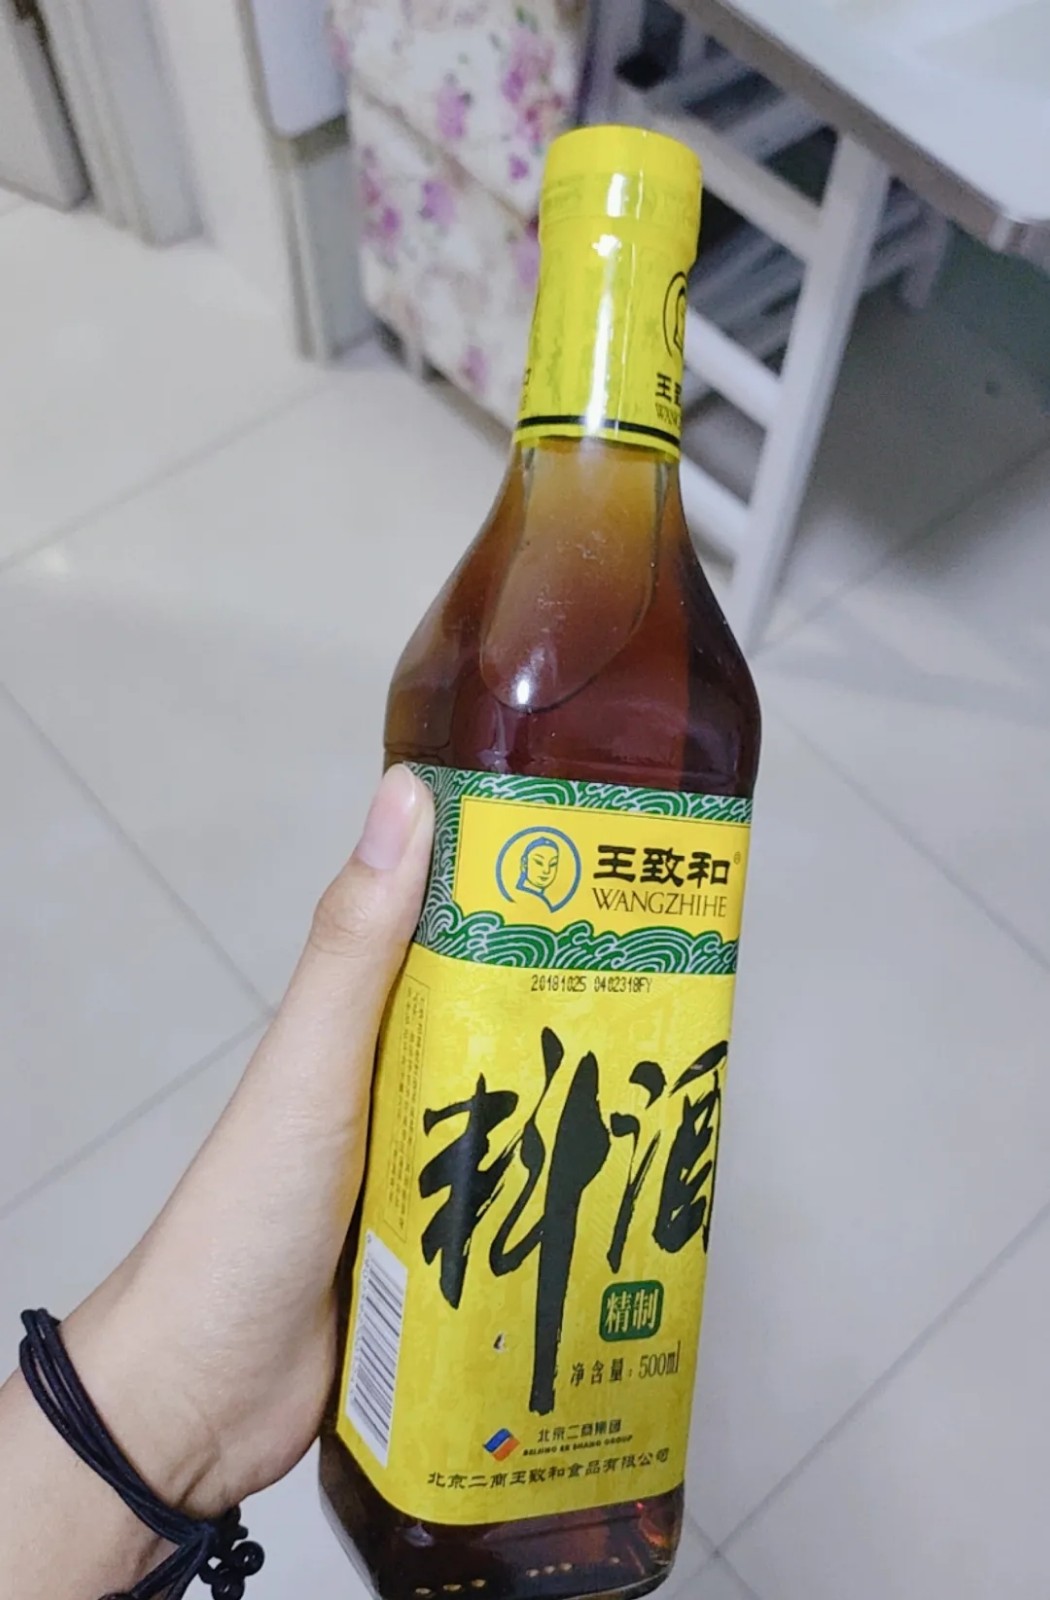 王致和
WANGZHIHE
20181025 0402318FY
料酒
精制
净含量：500ml
北京二商集团
BEIJING ER SHANG GROUP
北京二商王致和食品有限公司